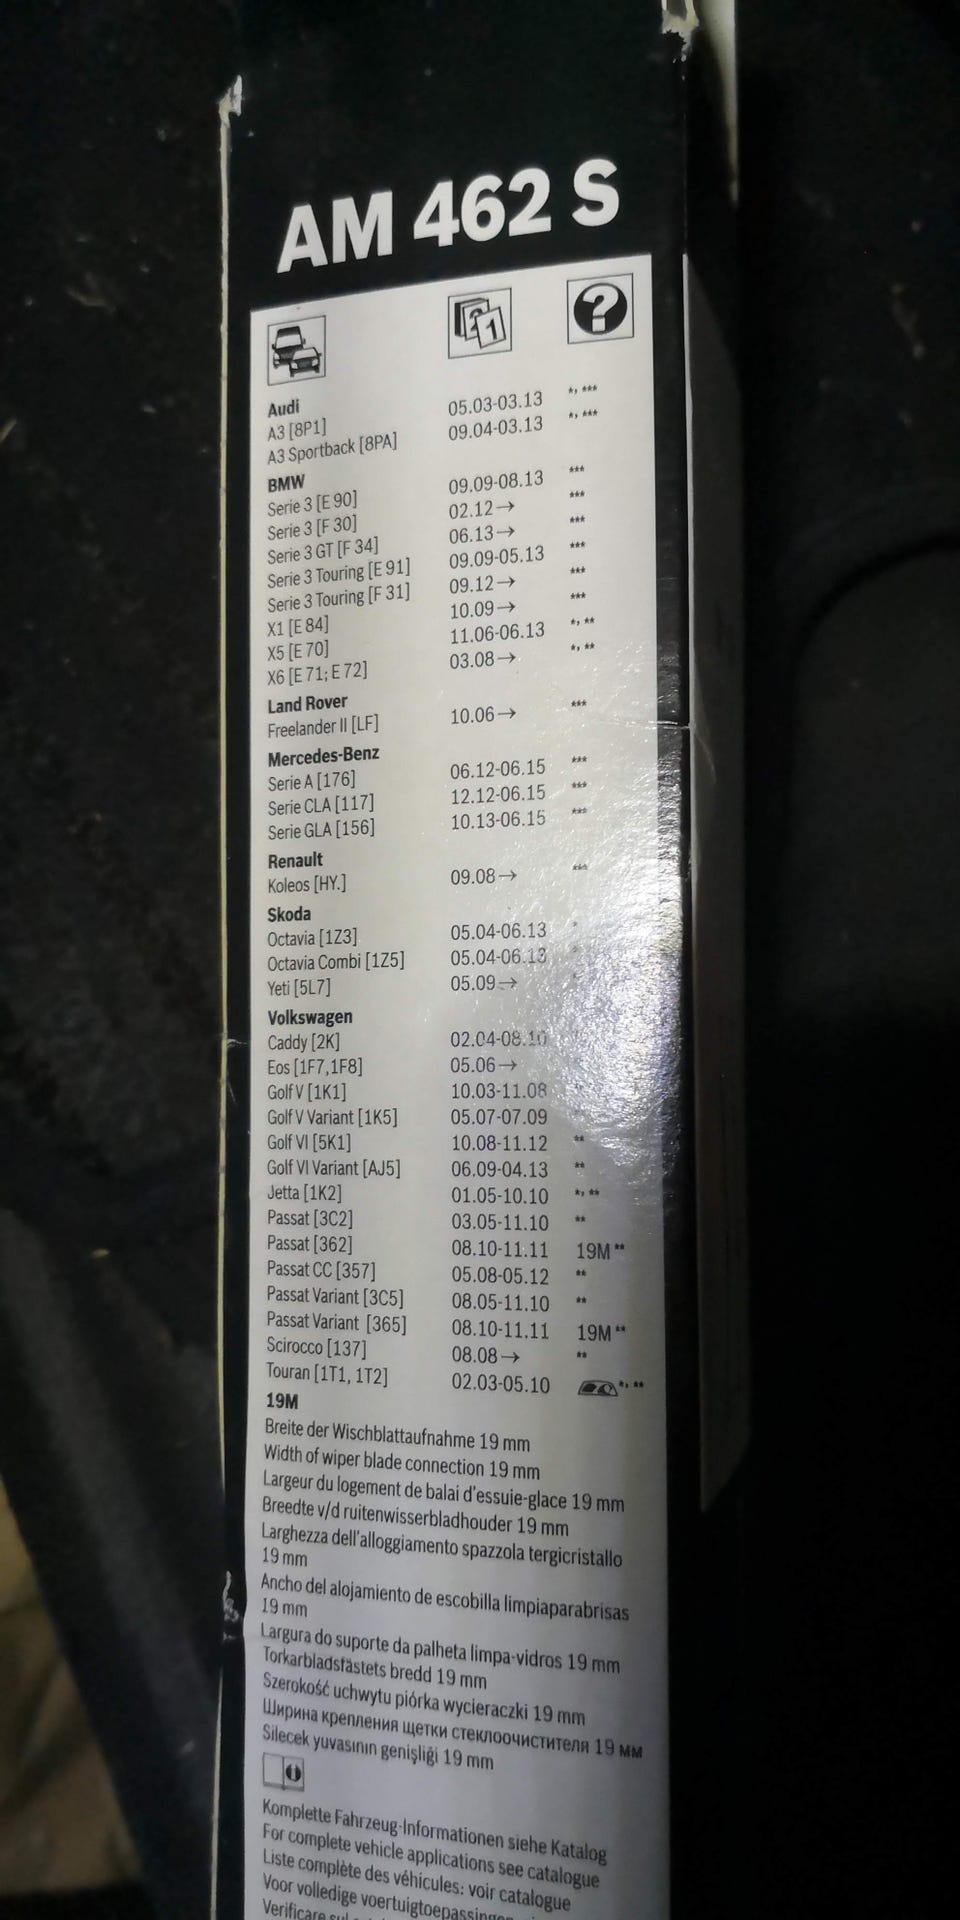 AM 462 S
Audi
A3 [8P1] 05.03-03.13 *, ***
A3 Sportback [8PA] 09.04-03.13 *, ***
BMW
Serie 3 [E 90] 09.09-08.13 ***
Serie 3 [F 30] 02.12→ ***
Serie 3 GT [F 34] 06.13→ ***
Serie 3 Touring [E 91] 09.09-05.13 ***
Serie 3 Touring [F 31] 09.12→ ***
X1 [E 84] 10.09→ ***
X5 [E 70] 11.06-06.13 *, **
X6 [E 71; E 72] 03.08→ *, **
Land Rover
Freelander II [LF] 10.06→ ***
Mercedes-Benz
Serie A [176] 06.12-06.15 ***
Serie CLA [117] 12.12-06.15 ***
Serie GLA [156] 10.13-06.15 ***
Renault
Koleos [HY.] 09.08→ ***
Skoda
Octavia [1Z3] 05.04-06.13 *
Octavia Combi [1Z5] 05.04-06.13
Yeti [5L7] 05.09→
Volkswagen
Caddy [2K] 02.04-08.10
Eos [1F7,1F8] 05.06→
Golf V [1K1] 10.03-11.08
Golf V Variant [1K5] 05.07-07.09
Golf VI [5K1] 10.08-11.12 **
Golf VI Variant [AJ5] 06.09-04.13 **
Jetta [1K2] 01.05-10.10 *, **
Passat [3C2] 03.05-11.10 **
Passat [362] 08.10-11.11 19M **
Passat CC [357] 05.08-05.12 **
Passat Variant [3C5] 08.05-11.10 **
Passat Variant [365] 08.10-11.11 19M **
Scirocco [137] 08.08→ **
Touran [1T1, 1T2] 02.03-05.10 *, **
19M
Breite der Wischblattaufnahme 19 mm
Width of wiper blade connection 19 mm
Largeur du logement de balai d'essuie-glace 19 mm
Breedte v/d ruitenwisserbladhouder 19 mm
Larghezza dell'alloggiamento spazzola tergicristallo
19 mm
Ancho del alojamiento de escobilla limpiaparabrisas
19 mm
Largura do suporte da palheta limpa-vidros 19 mm
Torkarbladsfästets bredd 19 mm
Szerokość uchwytu piórka wycieraczki 19 mm
Ширина крепления щетки стеклоочистителя 19 мм
Silecek yuvasının genişliği 19 mm
Komplette Fahrzeug-Informationen siehe Katalog
For complete vehicle applications see catalogue
Liste complète des véhicules: voir catalogue
Voor volledige
Verificare